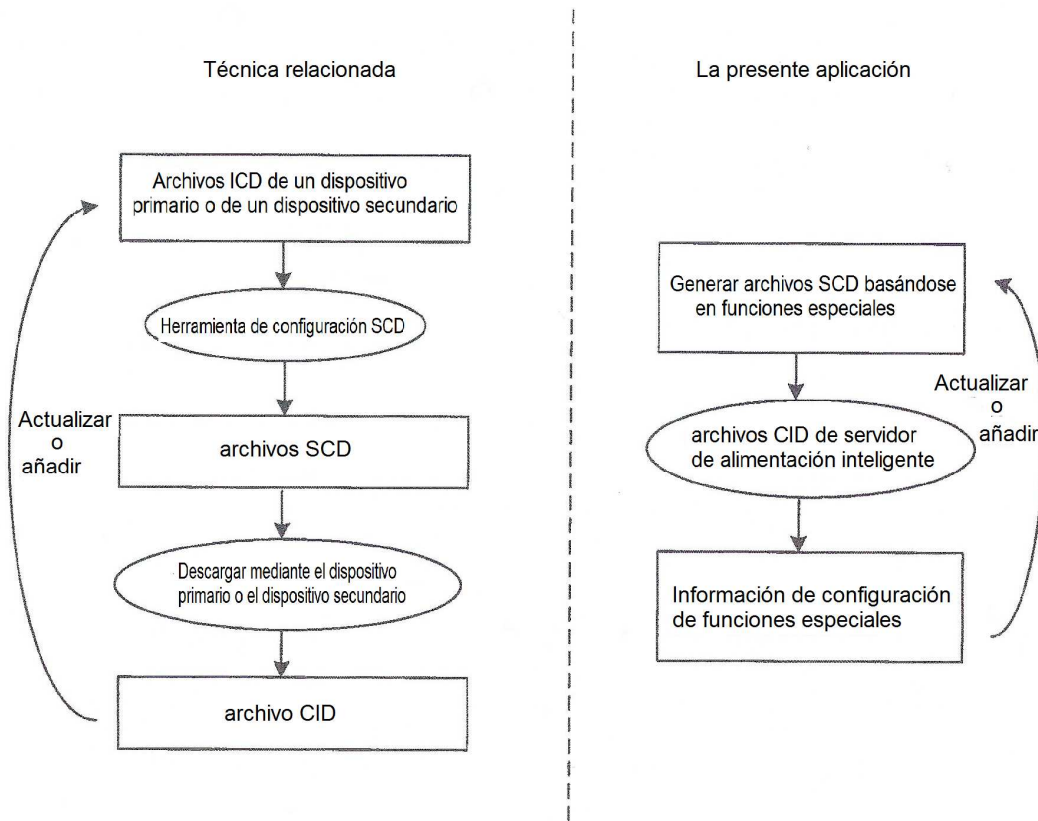 Técnica relacionada
Archivos ICD de un dispositivo
primario o de un dispositivo secundario
Herramienta de configuración SCD
archivos SCD
Actualizar
o
añadir
Descargar mediante el dispositivo
primario o el dispositivo secundario
archivo CID
La presente aplicación
Generar archivos SCD basándose
en funciones especiales
Actualizar
o
añadir
archivos CID de servidor
de alimentación inteligente
Información de configuración
de funciones especiales